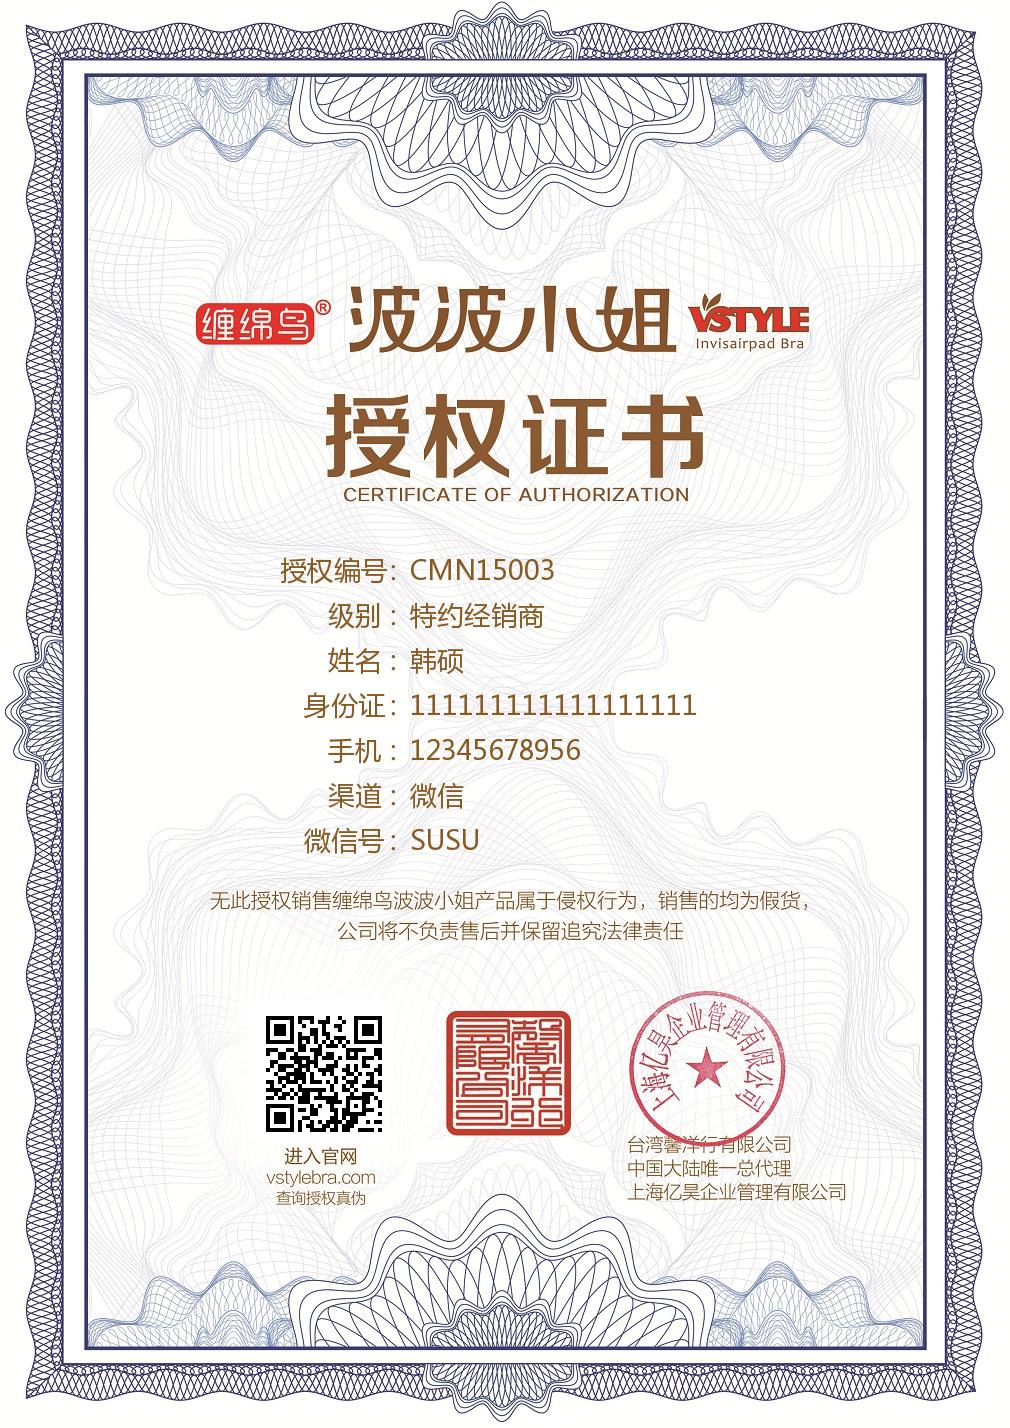 缠绵鸟® 波波小姐 VSTYLE
Invisairpad Bra
授权证书
CERTIFICATE OF AUTHORIZATION
授权编号：CMN15003
级别：特约经销商
姓名：韩硕
身份证：111111111111111111
手机：12345678956
渠道：微信
微信号：SUSU
无此授权销售缠绵鸟波波小姐产品属于侵权行为，销售的均为假货，
公司将不负责售后并保留追究法律责任
进入官网
vstylebra.com
查询授权真伪
馨洋行有限公司
上海亿昊企业管理有限公司
台湾馨洋行有限公司
中国大陆唯一总代理
上海亿昊企业管理有限公司